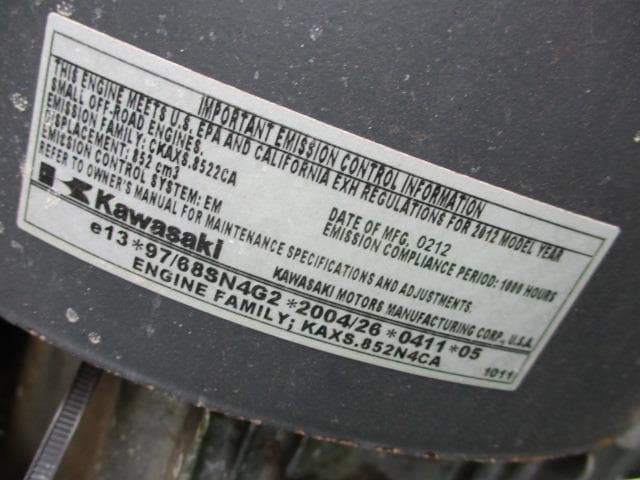 IMPORTANT EMISSION CONTROL INFORMATION
THIS ENGINE MEETS U.S. EPA AND CALIFORNIA EXH REGULATIONS FOR 2012 MODEL YEAR
SMALL OFF-ROAD ENGINES.
EMISSION FAMILY; CKAXS.8522CA DATE OF MFG. 0212
DISPLACEMENT: 852 cm3 EMISSION COMPLIANCE PERIOD: 1000 HOURS
EMICSION CONTROL SYSTEM: EM
REFER TO OWNER'S MANUAL FOR MAINTENANCE SPECIFICATIONS AND ADJUSTMENTS.
Kawasaki KAWASAKI MOTORS MANUFACTURING CORP., U.S.A.
e13*97/68SN4G2*2004/26*0411*05
ENGINE FAMILY; KAXS.852N4CA
1011